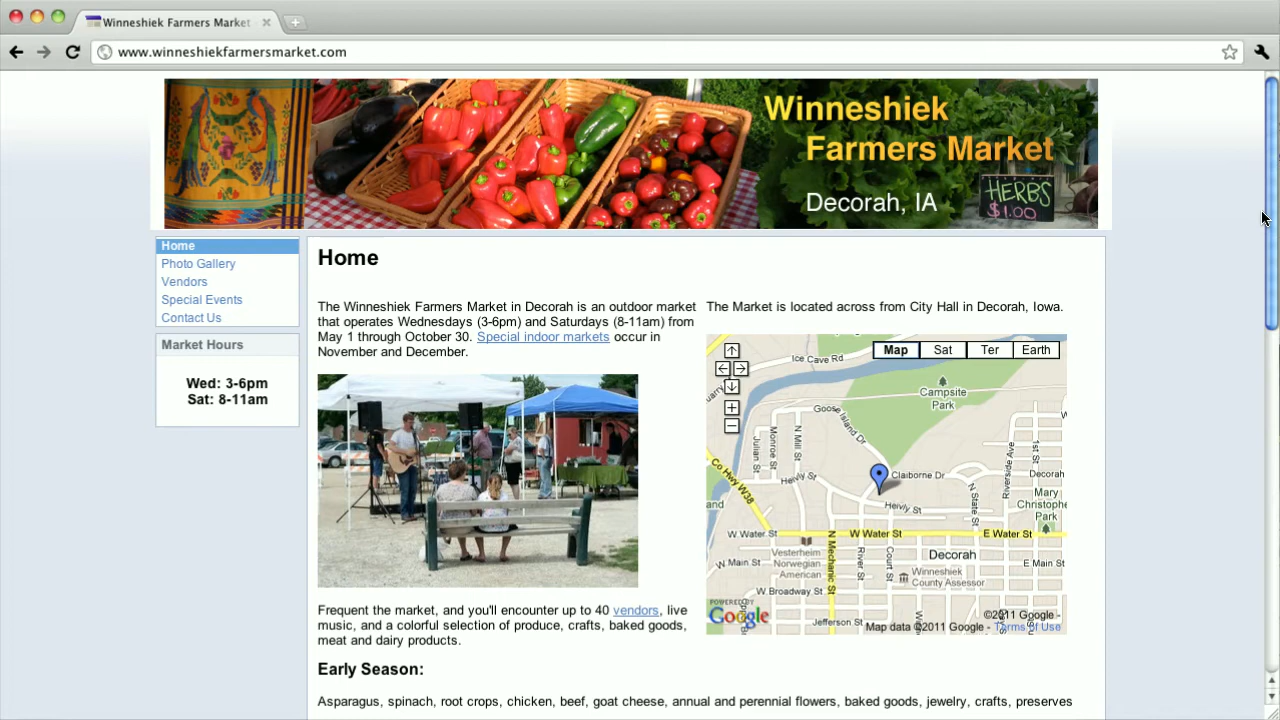 Winneshiek Farmers Market
www.winneshiekfarmersmarket.com
Winneshiek
Farmers Market
Decorah, IA
HERBS
$1.00
Home
Photo Gallery
Vendors
Special Events
Contact Us
Market Hours
Wed: 3-6pm
Sat: 8-11am
Home
The Winneshiek Farmers Market in Decorah is an outdoor market
that operates Wednesdays (3-6pm) and Saturdays (8-11am) from
May 1 through October 30. Special indoor markets occur in
November and December.
Frequent the market, and you'll encounter up to 40 vendors, live
music, and a colorful selection of produce, crafts, baked goods,
meat and dairy products.
The Market is located across from City Hall in Decorah, Iowa.
Map Sat Ter Earth
Ice Cave Rd
Campsite
Park
Goose Island Dr
Julian St
Monroe St
N Mill St
Claiborne Dr
Riverside Ave
1st St
Decorah
Co Hwy W38
Heivly St
Heivly St
N State St
Mary
Christophe
Park
W Water St
W Water St
E Water St
Vesterheim
Norwegian
American
N Mechanic St
River St
Court St
Decorah
W Main St
E Main St
Winneshiek
County Assessor
W Broadway St
Jefferson St
POWERED BY
Google
©2011 Google -
Map data ©2011 Google - Terms of Use
Early Season:
Asparagus, spinach, root crops, chicken, beef, goat cheese, annual and perennial flowers, baked goods, jewelry, crafts, preserves